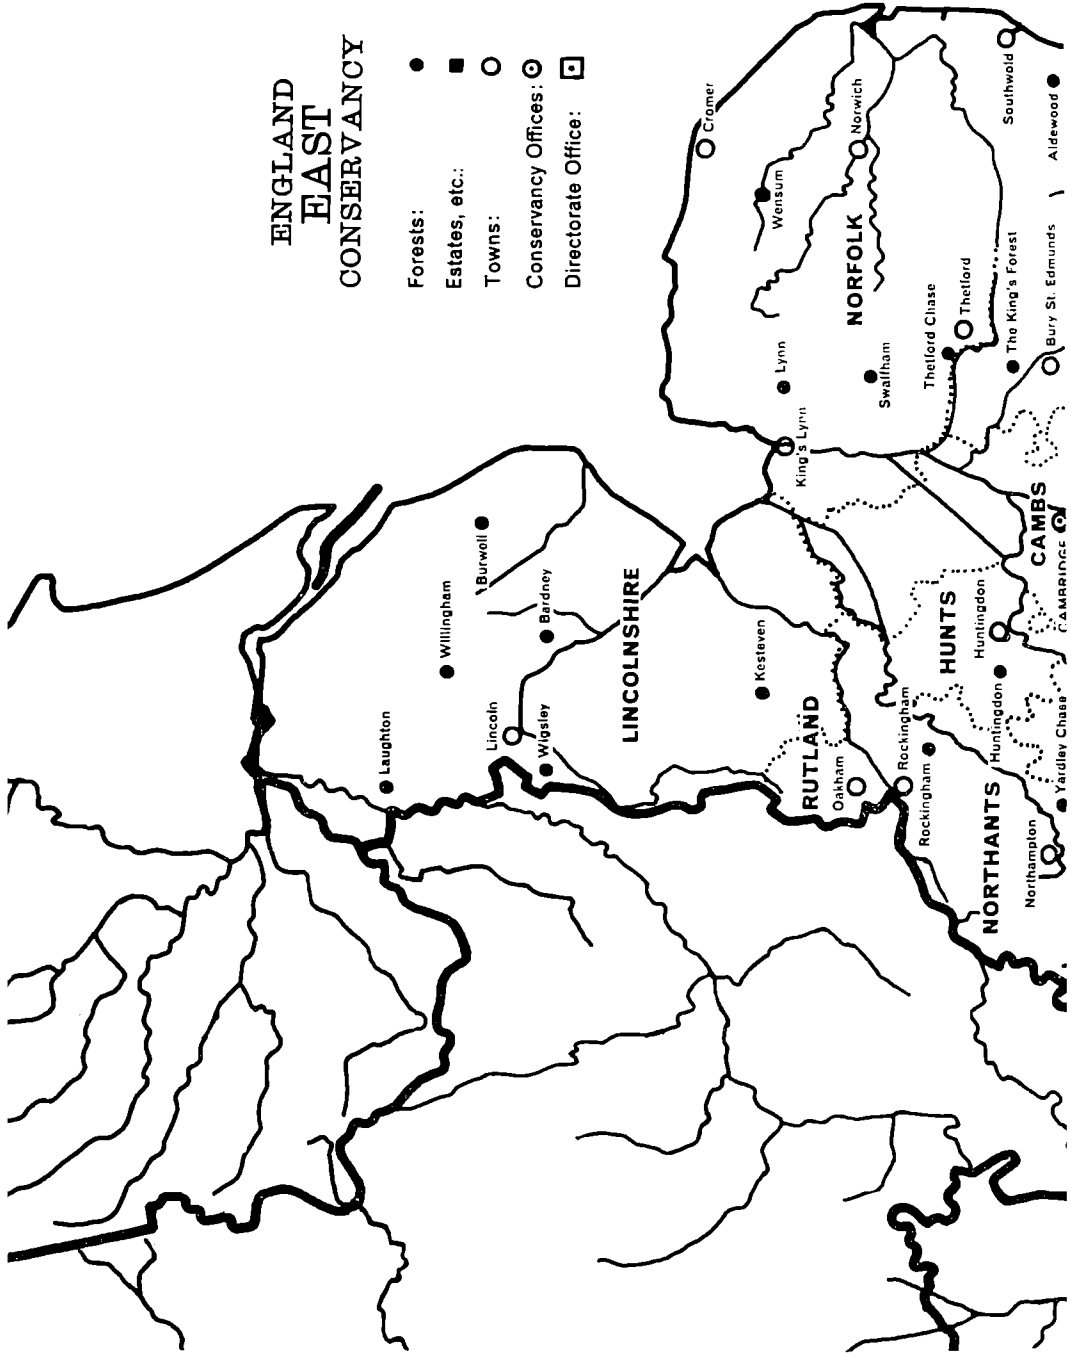 ENGLAND
EAST
CONSERVANCY
Forests:
Estates, etc.:
Towns:
Conservancy Offices:
Directorate Office:
Laughton
Willingham
Burwell
Lincoln
Bardney
Wigsley
LINCOLNSHIRE
Kesteven
RUTLAND
Oakham
Rockingham
Rockingham
Cromer
Wensum
Norwich
NORFOLK
Lynn
King's Lynn
Swaffham
Thetford Chase
Thetford
Southwold
Aldewood
The King's Forest
Bury St. Edmunds
HUNTS
Huntingdon
Huntingdon
CAMBS
CAMBRIDGE
NORTHANTS
Northampton
Yardley Chase